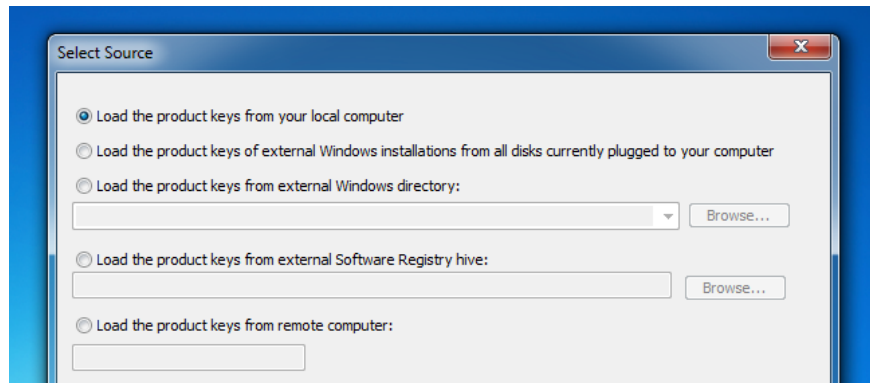 Select Source
Load the product keys from your local computer
Load the product keys of external Windows installations from all disks currently plugged to your computer
Load the product keys from external Windows directory:
Browse...
Load the product keys from external Software Registry hive:
Browse...
Load the product keys from remote computer: